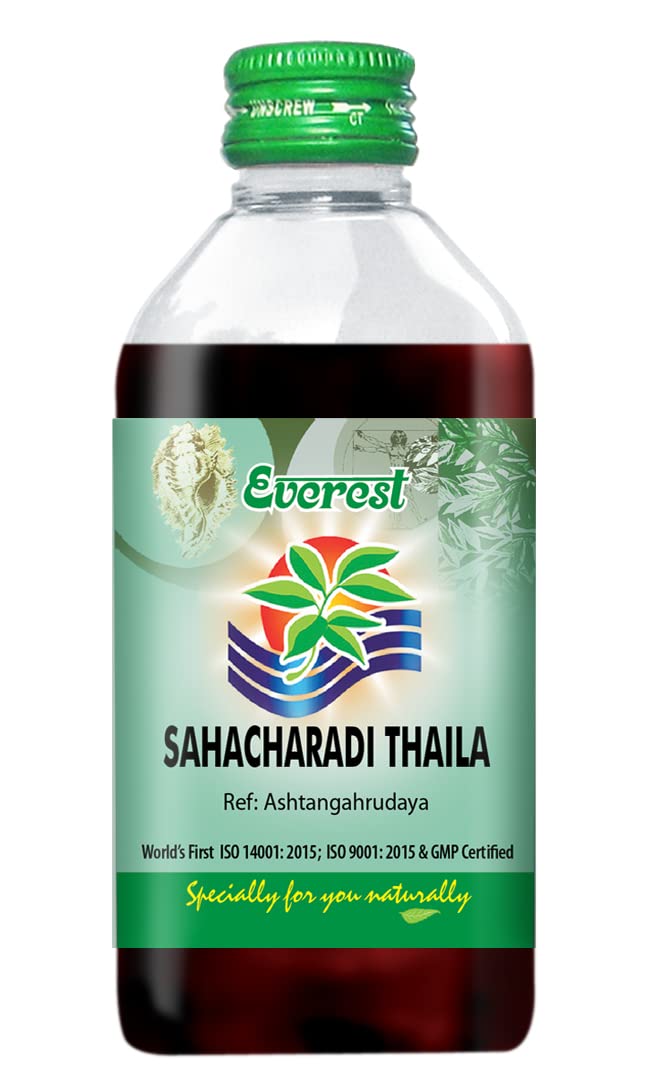 UNSCREW
CT
Everest
SAHACHARADI THAILA
Ref: Ashtangahrudaya
World's First ISO 14001: 2015; ISO 9001: 2015 & GMP Certified
Specially for you naturally